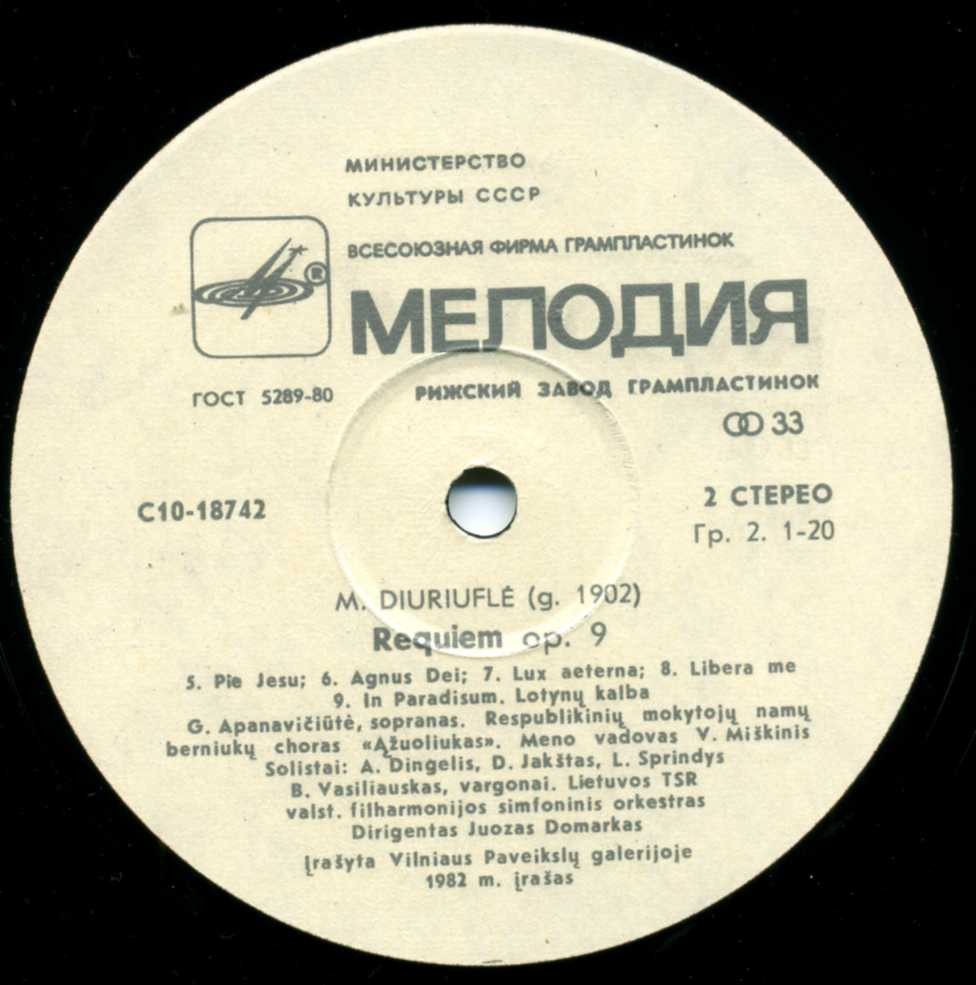 МИНИСТЕРСТВО
КУЛЬТУРЫ СССР
ВСЕСОЮЗНАЯ ФИРМА ГРАМПЛАСТИНОК
®
МЕЛОДИЯ
ГОСТ 5289-80
РИЖСКИЙ ЗАВОД ГРАМПЛАСТИНОК
33
С10-18742
2 СТЕРЕО
Гр. 2. 1-20
M. DIURIUFLĖ (g. 1902)
Requiem op. 9
5. Pie Jesu; 6. Agnus Dei; 7. Lux aeterna; 8. Libera me
9. In Paradisum. Lotynų kalba
G. Apanavičiūtė, sopranas. Respublikinių mokytojų namų
berniukų choras «Ąžuoliukas». Meno vadovas V. Miškinis
Solistai: A. Dingelis, D. Jakštas, L. Sprindys
B. Vasiliauskas, vargonai. Lietuvos TSR
valst. filharmonijos simfoninis orkestras
Dirigentas Juozas Domarkas
Įrašyta Vilniaus Paveikslų galerijoje
1982 m. įrašas